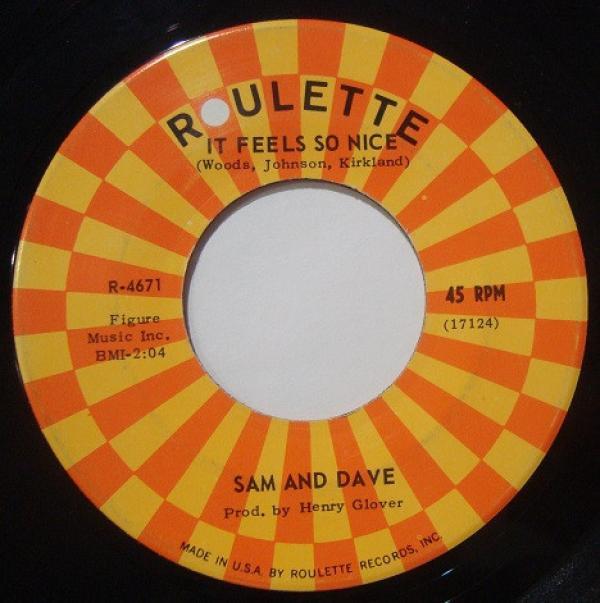 ROULETTE
IT FEELS SO NICE
(Woods, Johnson, Kirkland)
R-4671
45 RPM
Figure
Music Inc.
BMI-2:04
(17124)
SAM AND DAVE
Prod. by Henry Glover
MADE IN U.S.A. BY ROULETTE RECORDS, INC.